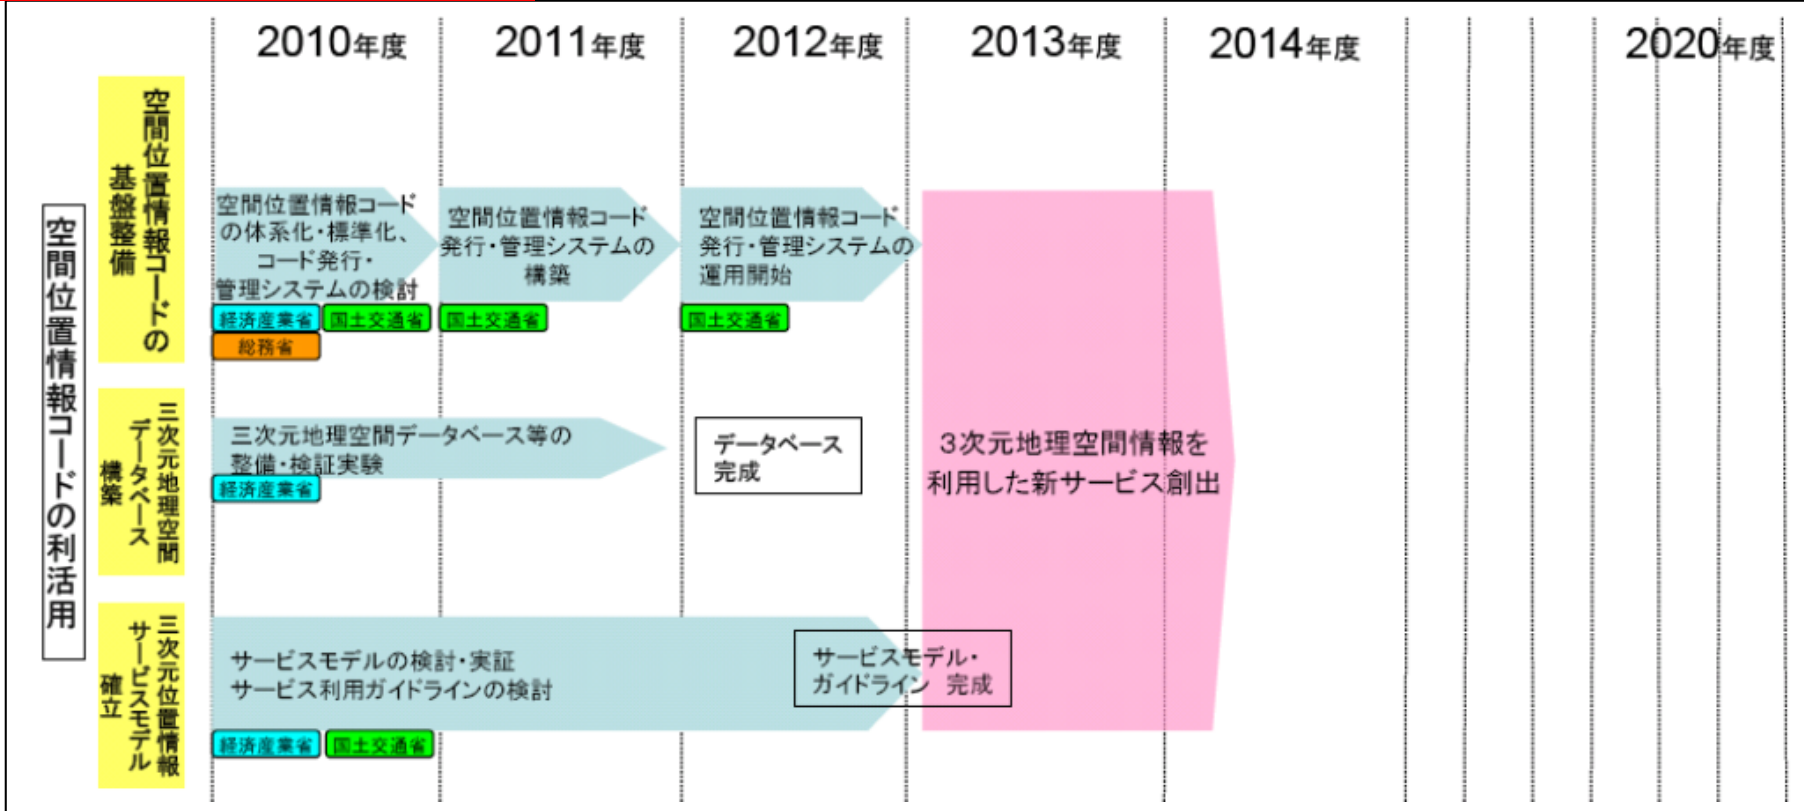 2010年度
2011年度
2012年度
2013年度
2014年度
2020年度
空間位置情報コードの利活用
空間位置情報コードの
基盤整備
空間位置情報コード
の体系化・標準化、
コード発行・
管理システムの検討
経済産業省
国土交通省
総務省
空間位置情報コード
発行・管理システムの
構築
国土交通省
空間位置情報コード
発行・管理システムの
運用開始
国土交通省
三次元地理空間
データベース
構築
三次元地理空間データベース等の
整備・検証実験
経済産業省
データベース
完成
3次元地理空間情報を
利用した新サービス創出
三次元位置情報
サービスモデル
確立
サービスモデルの検討・実証
サービス利用ガイドラインの検討
経済産業省
国土交通省
サービスモデル・
ガイドライン 完成